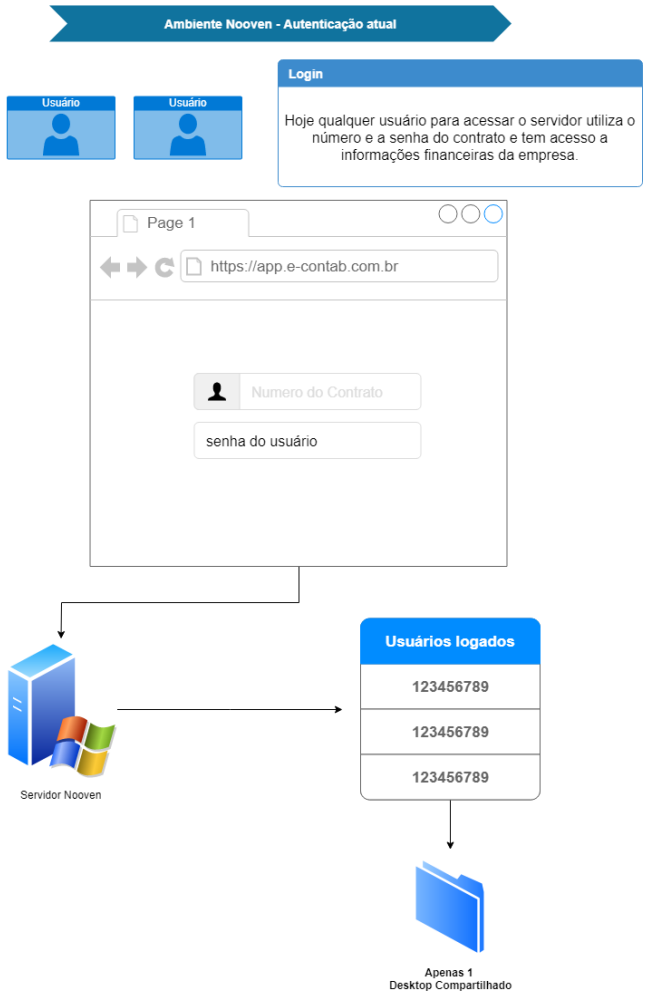 Ambiente Nooven - Autenticação atual
Login
Usuário
Usuário
Hoje qualquer usuário para acessar o servidor utiliza o
número e a senha do contrato e tem acesso a
informações financeiras da empresa.
Page 1
https://app.e-contab.com.br
Numero do Contrato
senha do usuário
Usuários logados
123456789
123456789
123456789
Servidor Nooven
Apenas 1
Desktop Compartilhado